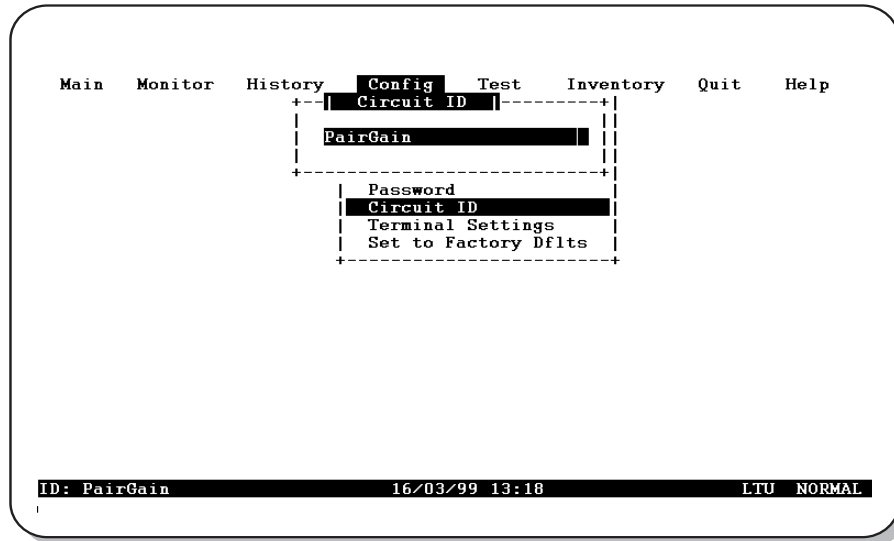 Main Monitor History Config Test Inventory Quit Help
Circuit ID
PairGain
Password
Circuit ID
Terminal Settings
Set to Factory Dflts
ID: PairGain 16/03/99 13:18 LTU NORMAL